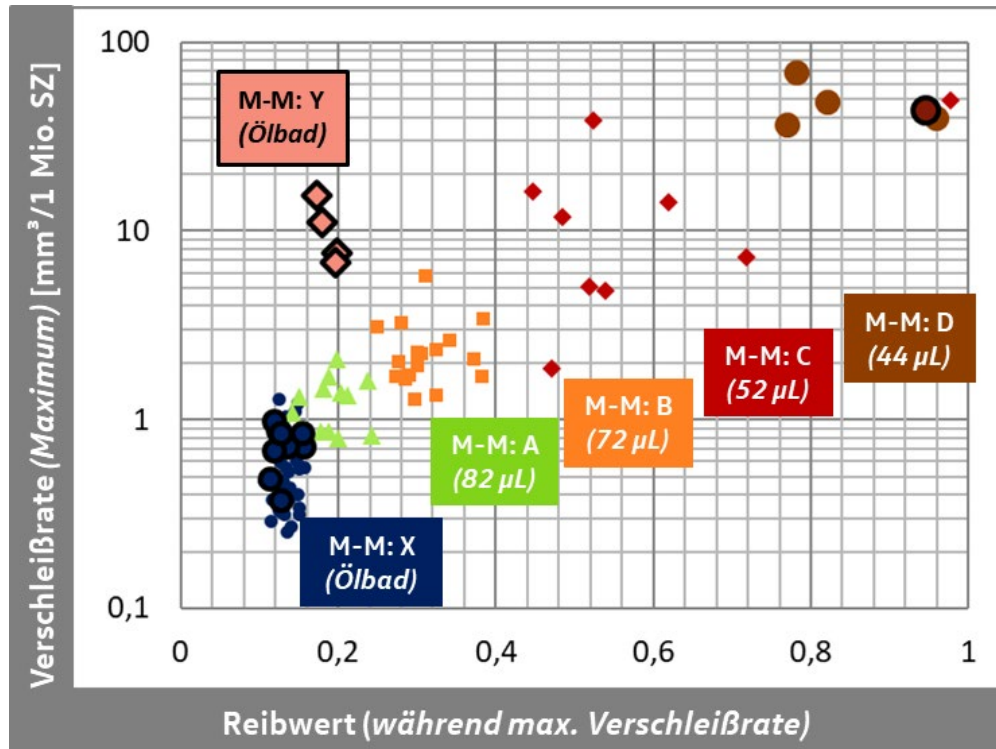 Verschleißrate (Maximum) [mm³/1 Mio. SZ]
100
10
1
0,1
M-M: Y
(Ölbad)
M-M: D
(44 µL)
M-M: C
(52 µL)
M-M: B
(72 µL)
M-M: A
(82 µL)
M-M: X
(Ölbad)
0 0,2 0,4 0,6 0,8 1
Reibwert (während max. Verschleißrate)